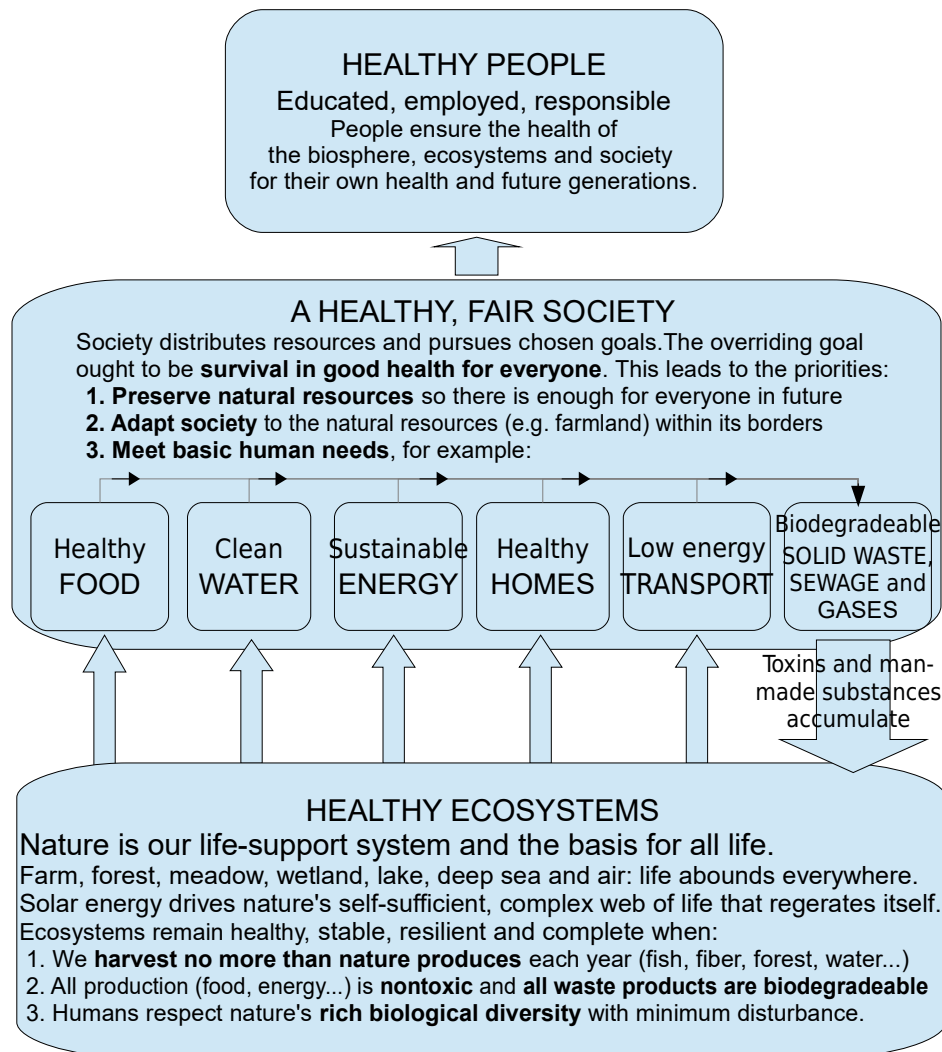 HEALTHY PEOPLE
Educated, employed, responsible
People ensure the health of
the biosphere, ecosystems and society
for their own health and future generations.
A HEALTHY, FAIR SOCIETY
Society distributes resources and pursues chosen goals.The overriding goal
ought to be survival in good health for everyone. This leads to the priorities:
1. Preserve natural resources so there is enough for everyone in future
2. Adapt society to the natural resources (e.g. farmland) within its borders
3. Meet basic human needs, for example:
Healthy
FOOD
Clean
WATER
Sustainable
ENERGY
Healthy
HOMES
Low energy
TRANSPORT
Biodegradeable
SOLID WASTE,
SEWAGE and
GASES
Toxins and man-
made substances
accumulate
HEALTHY ECOSYSTEMS
Nature is our life-support system and the basis for all life.
Farm, forest, meadow, wetland, lake, deep sea and air: life abounds everywhere.
Solar energy drives nature's self-sufficient, complex web of life that regerates itself.
Ecosystems remain healthy, stable, resilient and complete when:
1. We harvest no more than nature produces each year (fish, fiber, forest, water...)
2. All production (food, energy...) is nontoxic and all waste products are biodegradeable
3. Humans respect nature's rich biological diversity with minimum disturbance.